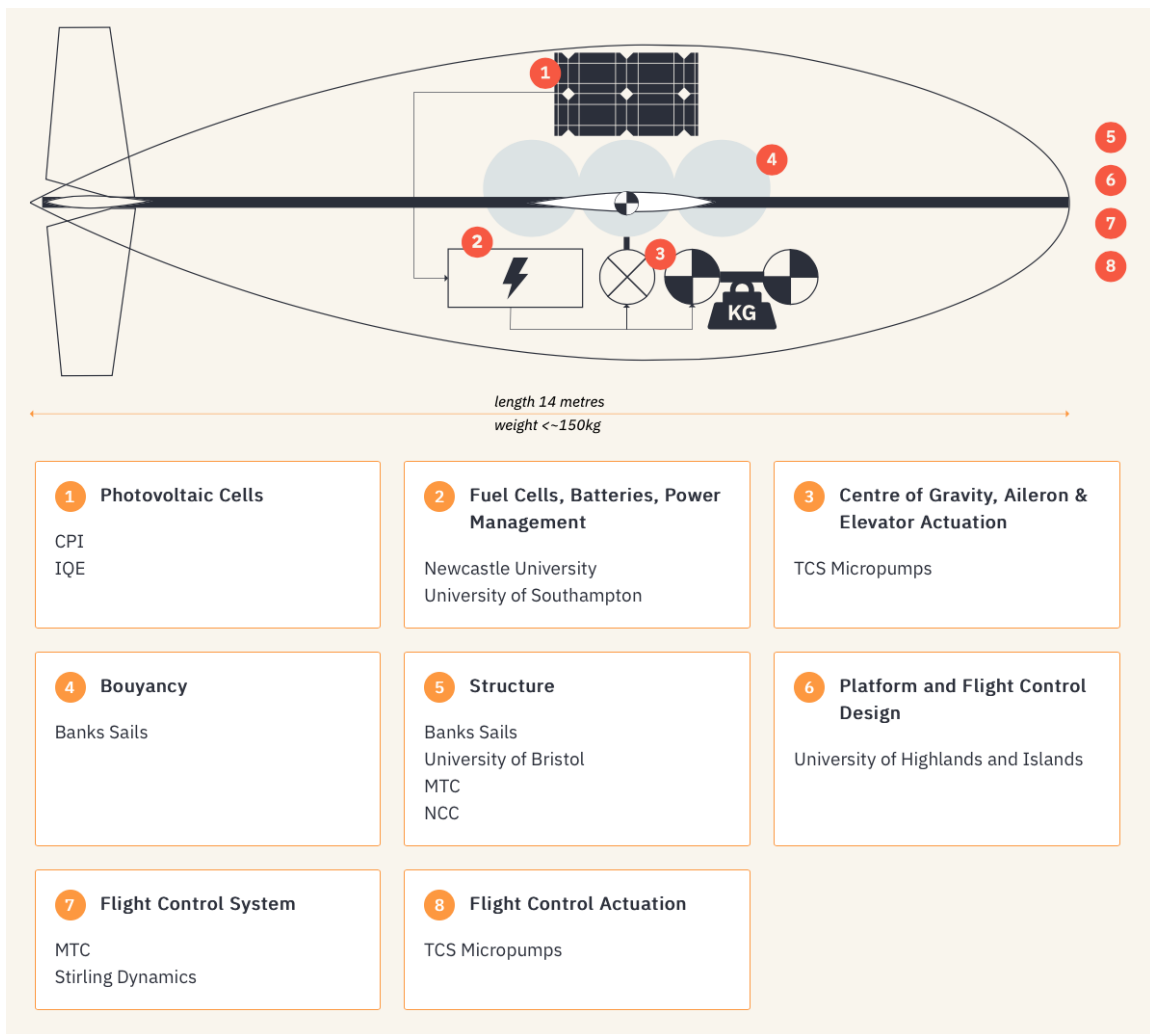 1
5
4
6
7
2
3
8
KG
length 14 metres
weight <~150kg
1 Photovoltaic Cells
CPI
IQE
2 Fuel Cells, Batteries, Power
Management
Newcastle University
University of Southampton
3 Centre of Gravity, Aileron &
Elevator Actuation
TCS Micropumps
4 Bouyancy
Banks Sails
5 Structure
Banks Sails
University of Bristol
MTC
NCC
6 Platform and Flight Control
Design
University of Highlands and Islands
7 Flight Control System
MTC
Stirling Dynamics
8 Flight Control Actuation
TCS Micropumps